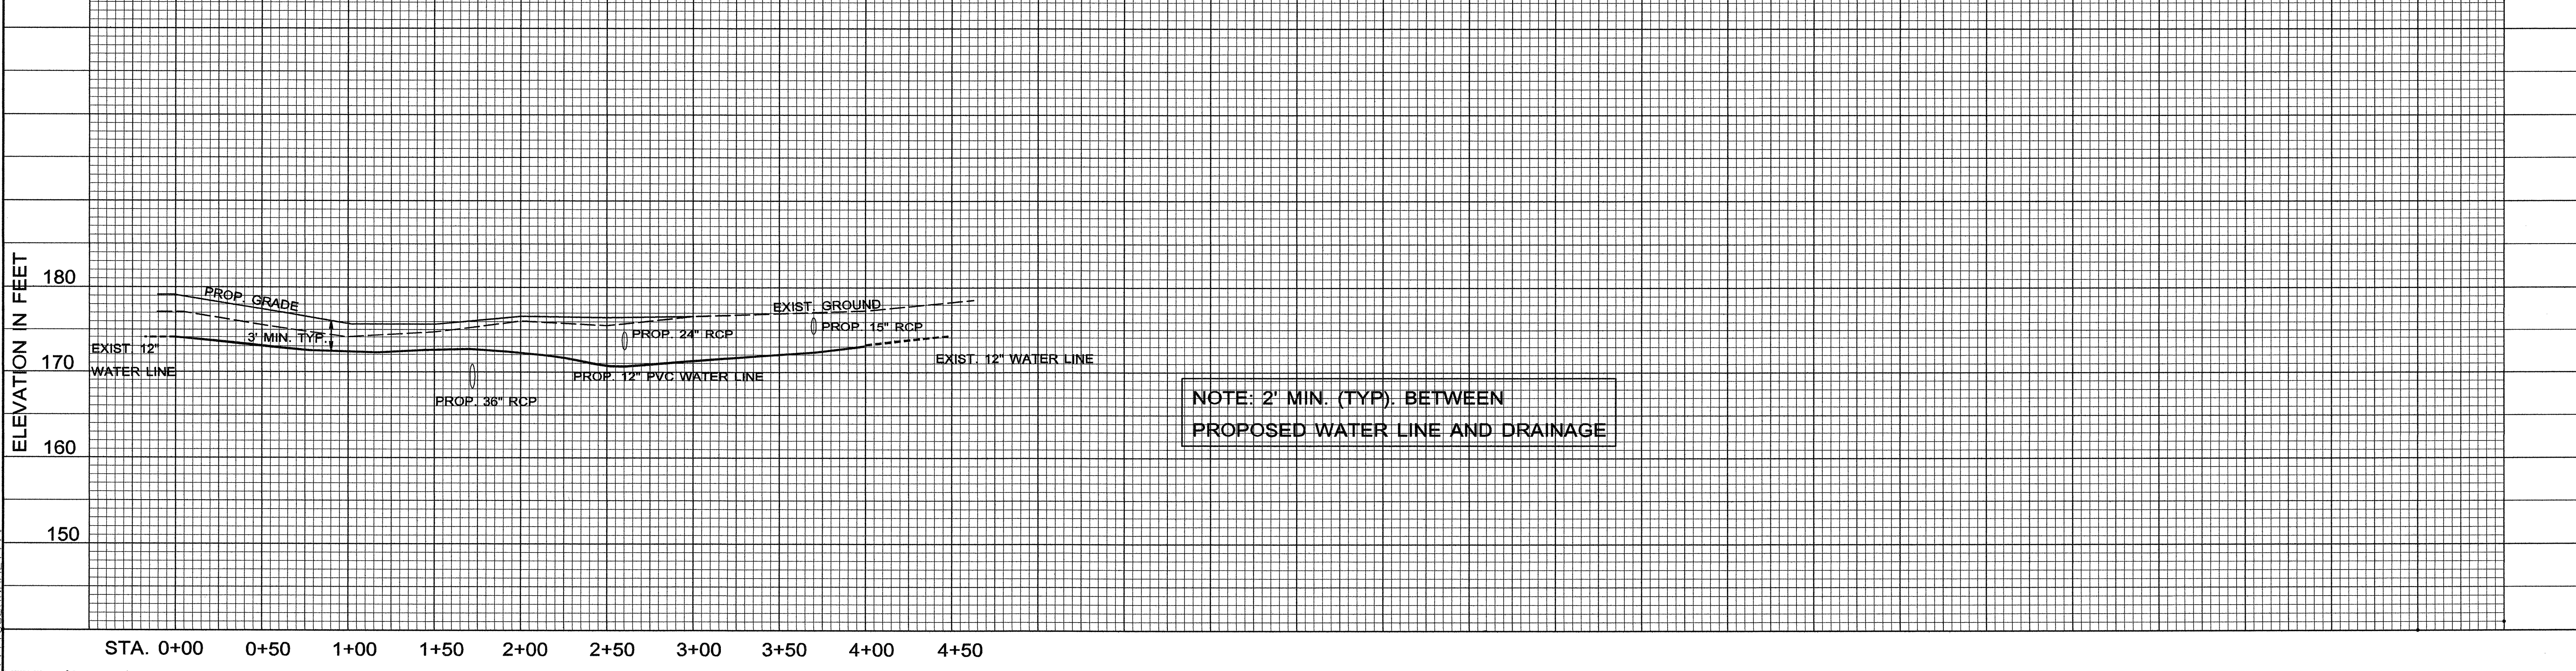 ELEVATION IN FEET
180
170
160
150
PROP. GRADE
EXIST. GROUND
3' MIN. TYP.
PROP. 24" RCP
PROP. 15" RCP
EXIST. 12"
WATER LINE
PROP. 12" PVC WATER LINE
EXIST. 12" WATER LINE
PROP. 36" RCP
NOTE: 2' MIN. (TYP). BETWEEN
PROPOSED WATER LINE AND DRAINAGE
STA. 0+00 0+50 1+00 1+50 2+00 2+50 3+00 3+50 4+00 4+50